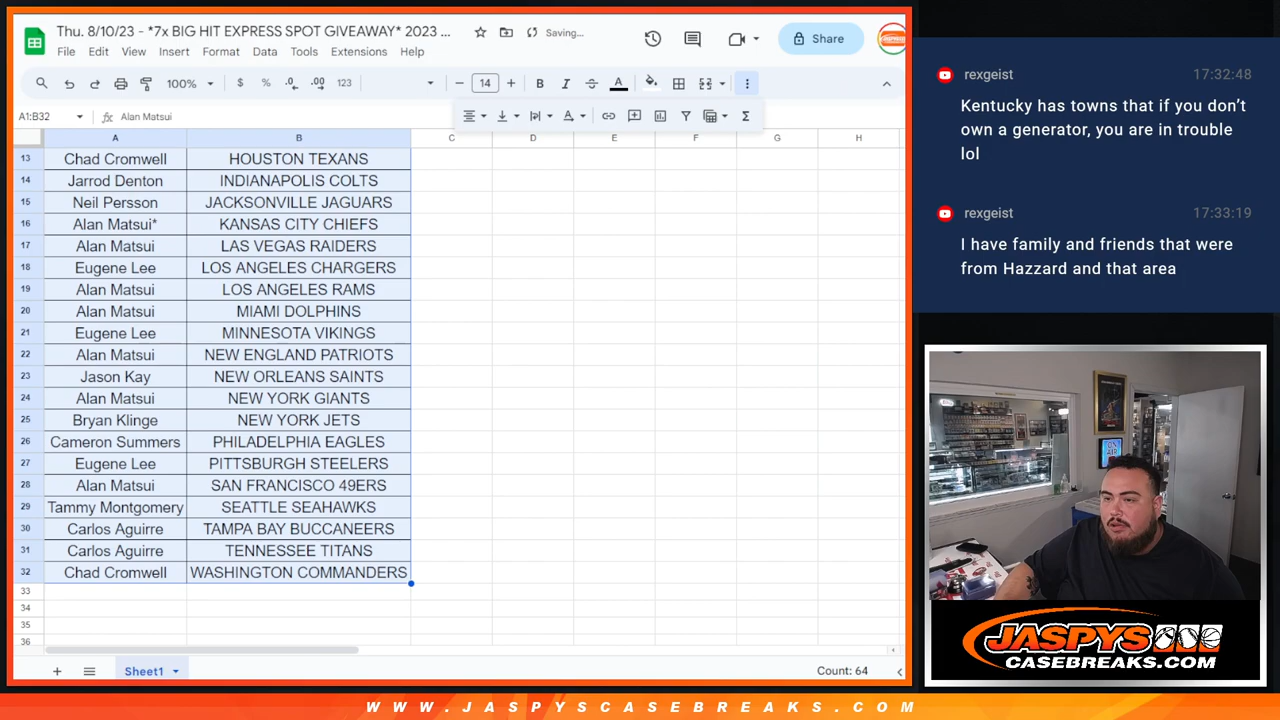 Thu. 8/10/23 - *7x BIG HIT EXPRESS SPOT GIVEAWAY* 2023 ...
Saving...
Share
File Edit View Insert Format Data Tools Extensions Help
100% $ % .0 .00 123 14 B I S A
A1:B32 fx Alan Matsui
A B C D E F G H
13 Chad Cromwell HOUSTON TEXANS
14 Jarrod Denton INDIANAPOLIS COLTS
15 Neil Persson JACKSONVILLE JAGUARS
16 Alan Matsui* KANSAS CITY CHIEFS
17 Alan Matsui LAS VEGAS RAIDERS
18 Eugene Lee LOS ANGELES CHARGERS
19 Alan Matsui LOS ANGELES RAMS
20 Alan Matsui MIAMI DOLPHINS
21 Eugene Lee MINNESOTA VIKINGS
22 Alan Matsui NEW ENGLAND PATRIOTS
23 Jason Kay NEW ORLEANS SAINTS
24 Alan Matsui NEW YORK GIANTS
25 Bryan Klinge NEW YORK JETS
26 Cameron Summers PHILADELPHIA EAGLES
27 Eugene Lee PITTSBURGH STEELERS
28 Alan Matsui SAN FRANCISCO 49ERS
29 Tammy Montgomery SEATTLE SEAHAWKS
30 Carlos Aguirre TAMPA BAY BUCCANEERS
31 Carlos Aguirre TENNESSEE TITANS
32 Chad Cromwell WASHINGTON COMMANDERS
33
34
35
36
Sheet1 Count: 64
rexgeist 17:32:48
Kentucky has towns that if you don't
own a generator, you are in trouble
lol
rexgeist 17:33:19
I have family and friends that were
from Hazzard and that area
ON AIR
JASPYS
CASEBREAKS.COM
WWW.JASPYSCASEBREAKS.COM